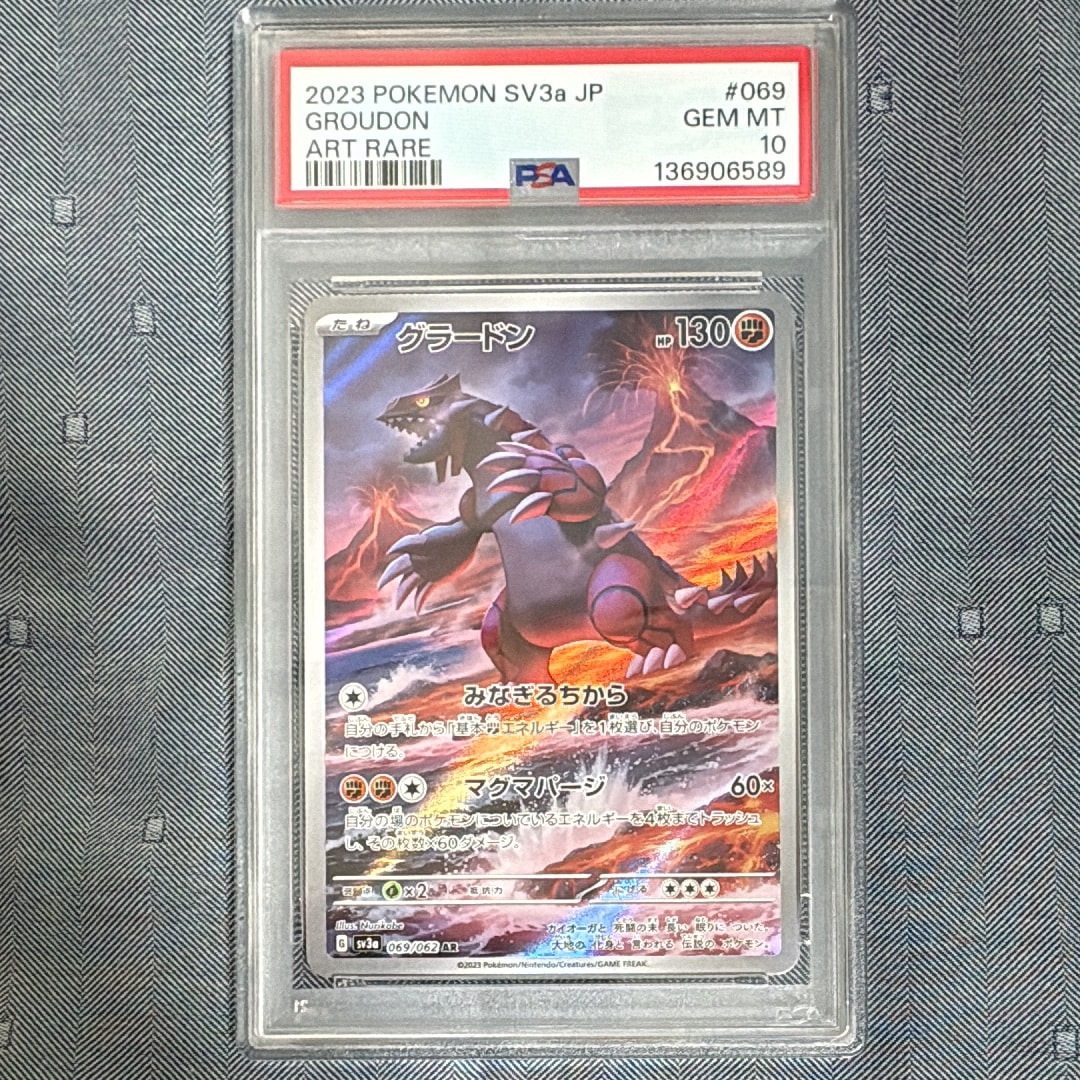 2023 POKEMON SV3a JP #069
GROUDON GEM MT
ART RARE 10
PSA 136906589
たね グラードン HP 130
みなぎるちから
自分の手札から「基本 エネルギー」を1枚選び、自分のポケモン
につける。
マグマパージ 60×
自分の場のポケモンについているエネルギーを4枚までトラッシュ
し、その枚数×60ダメージ。
弱点 ×2 抵抗力 にげる
Illus. Nurikabe
カイオーガと 死闘の末 長い 眠りに ついた。
大地の 化身と 言われる 伝説の ポケモン。
G sv3a 069/062 AR
©2023 Pokémon/Nintendo/Creatures/GAME FREAK.